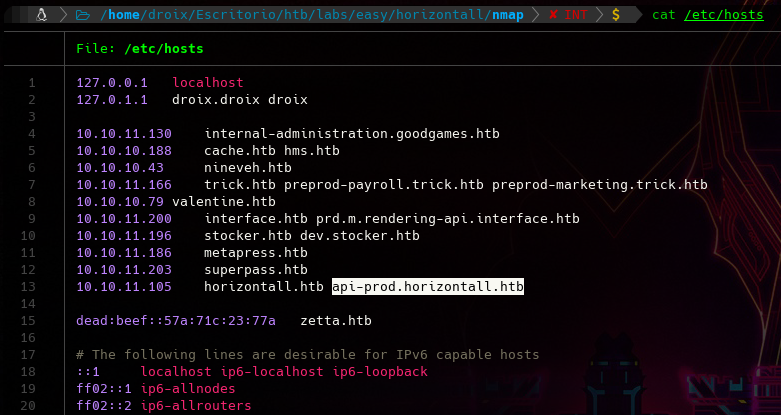 /home/droix/Escritorio/htb/labs/easy/horizontall/nmap ✘ INT $ cat /etc/hosts
File: /etc/hosts
1 127.0.0.1 localhost
2 127.0.1.1 droix.droix droix
3
4 10.10.11.130 internal-administration.goodgames.htb
5 10.10.10.188 cache.htb hms.htb
6 10.10.10.43 nineveh.htb
7 10.10.11.166 trick.htb preprod-payroll.trick.htb preprod-marketing.trick.htb
8 10.10.10.79 valentine.htb
9 10.10.11.200 interface.htb prd.m.rendering-api.interface.htb
10 10.10.11.196 stocker.htb dev.stocker.htb
11 10.10.11.186 metapress.htb
12 10.10.11.203 superpass.htb
13 10.10.11.105 horizontall.htb api-prod.horizontall.htb
14
15 dead:beef::57a:71c:23:77a zetta.htb
16
17 # The following lines are desirable for IPv6 capable hosts
18 ::1 localhost ip6-localhost ip6-loopback
19 ff02::1 ip6-allnodes
20 ff02::2 ip6-allrouters